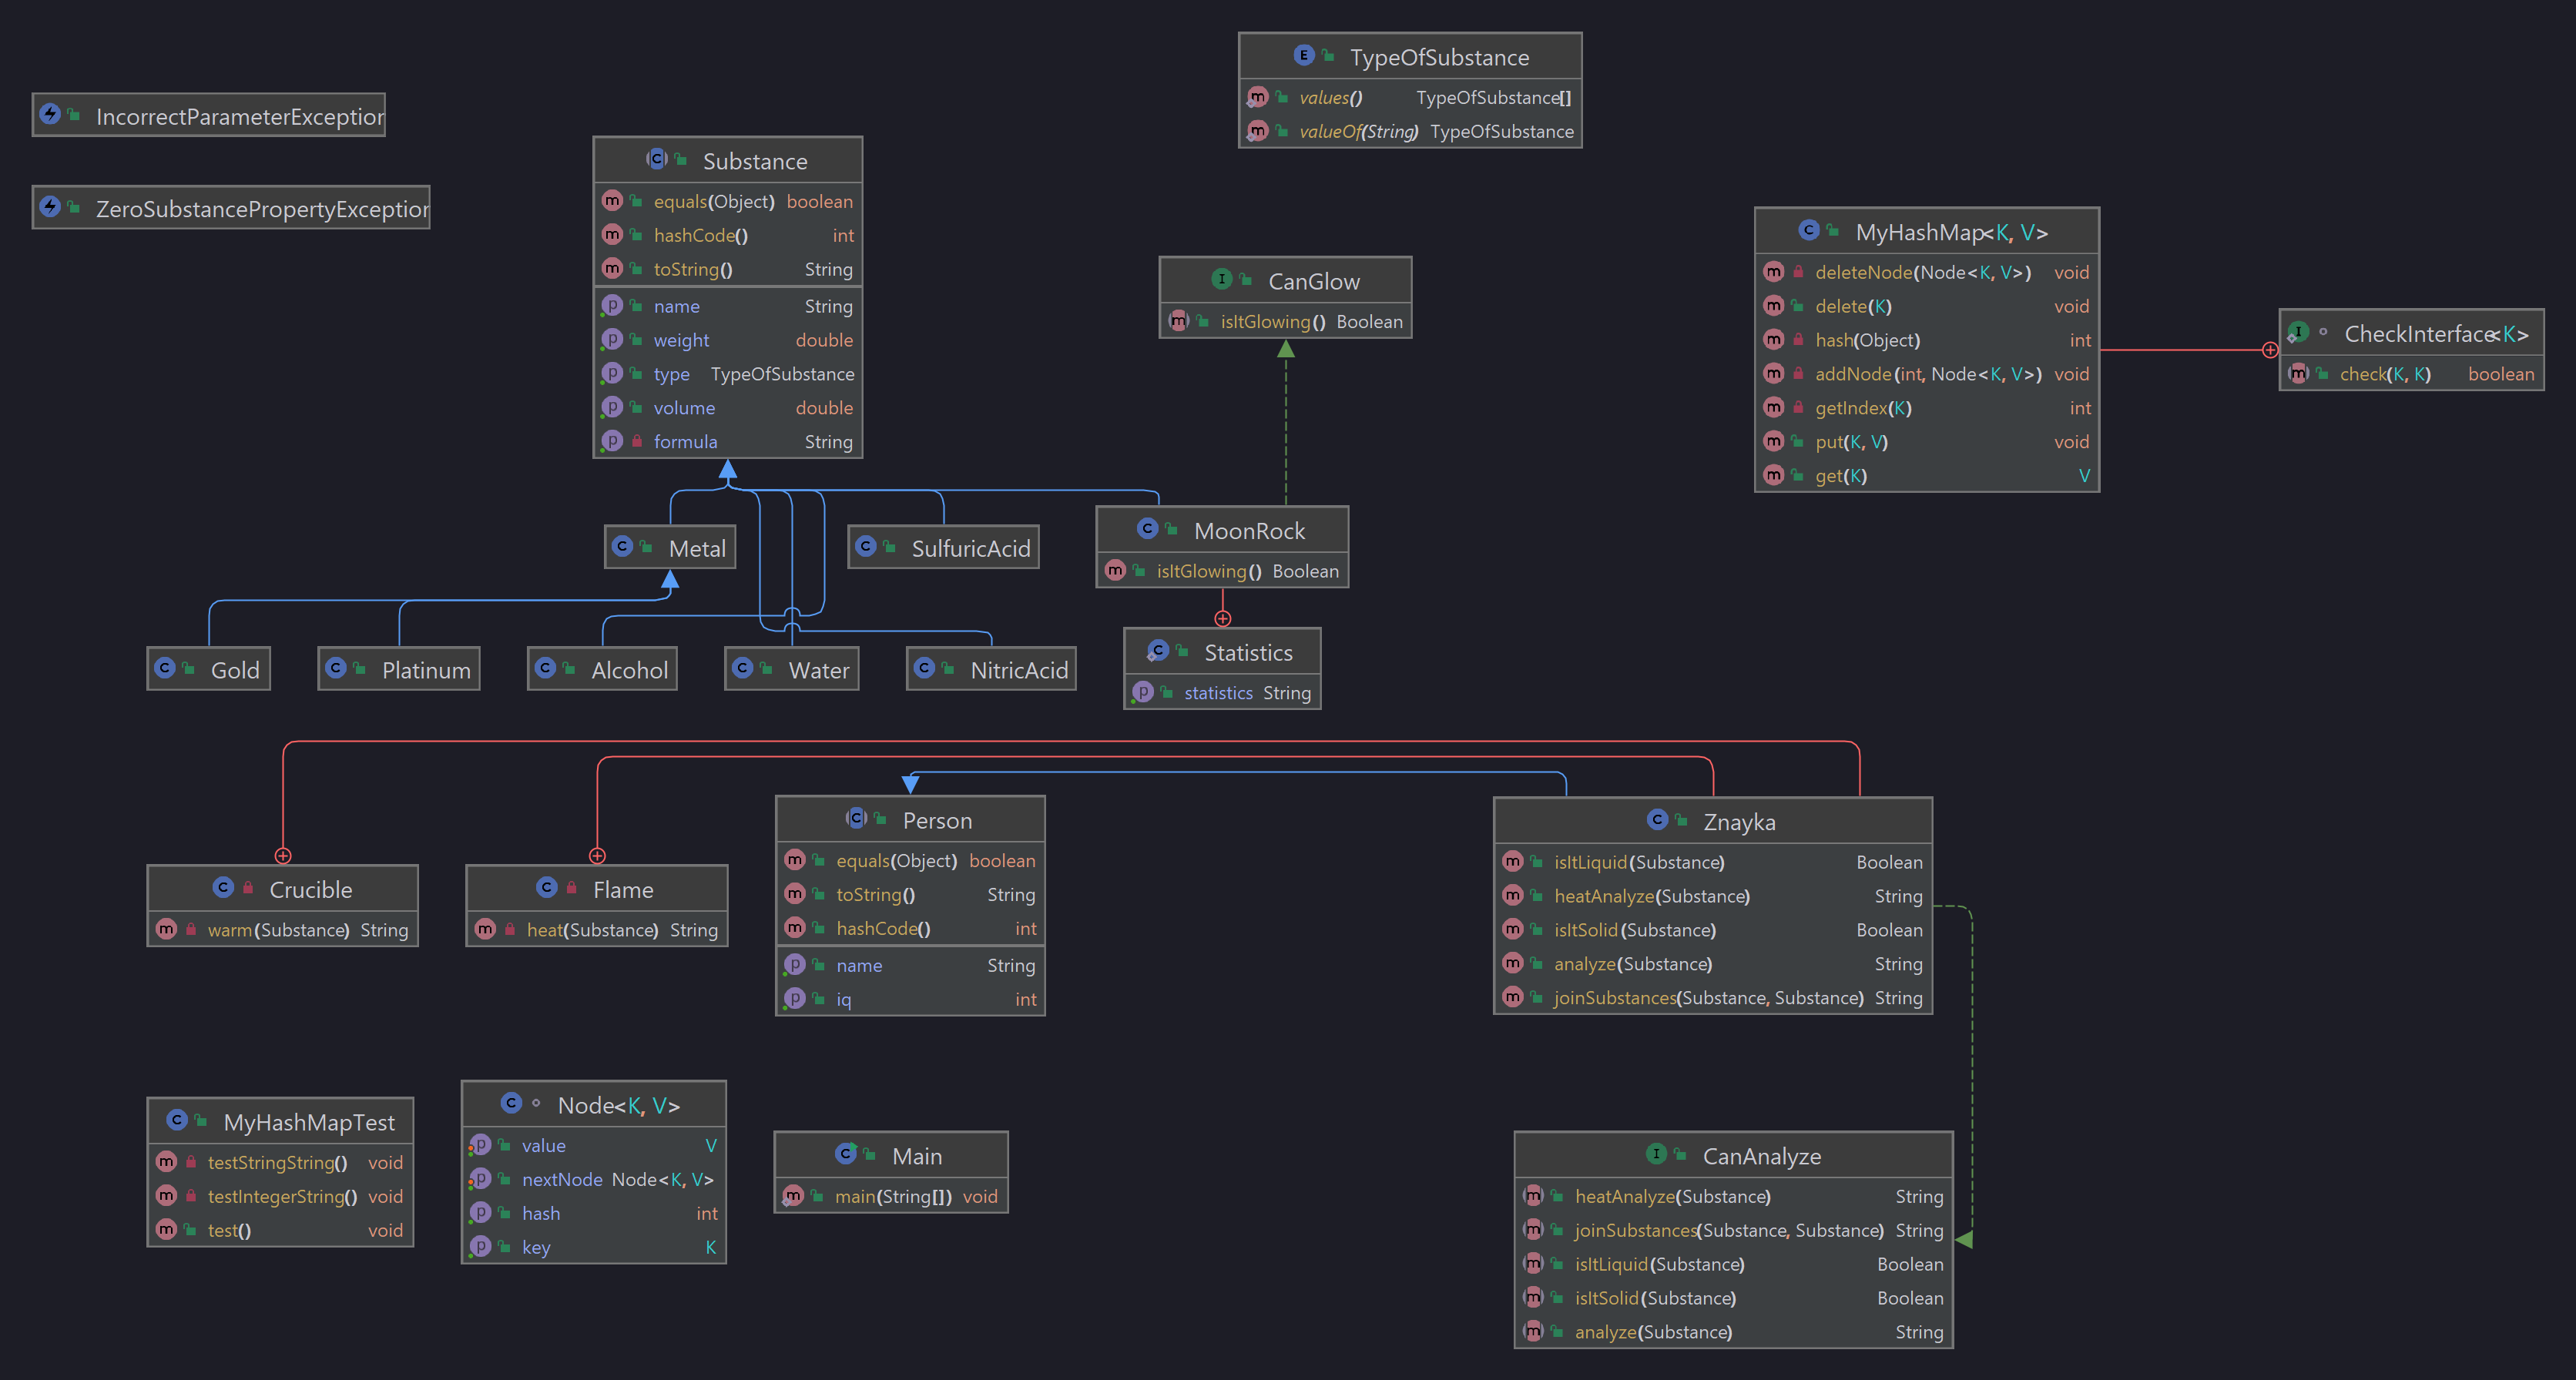 IncorrectParameterExceptior
ZeroSubstancePropertyExceptior
TypeOfSubstance
values() TypeOfSubstance[]
valueOf(String) TypeOfSubstance
Substance
equals(Object) boolean
hashCode() int
toString() String
name String
weight double
type TypeOfSubstance
volume double
formula String
CanGlow
isItGlowing() Boolean
MyHashMap<K, V>
deleteNode(Node<K, V>) void
delete(K) void
hash(Object) int
addNode(int, Node<K, V>) void
getIndex(K) int
put(K, V) void
get(K) V
CheckInterface<K>
check(K, K) boolean
Metal
SulfuricAcid
MoonRock
isItGlowing() Boolean
Gold
Platinum
Alcohol
Water
NitricAcid
Statistics
statistics String
Crucible
warm(Substance) String
Flame
heat(Substance) String
Person
equals(Object) boolean
toString() String
hashCode() int
name String
iq int
Znayka
isItLiquid(Substance) Boolean
heatAnalyze(Substance) String
isItSolid(Substance) Boolean
analyze(Substance) String
joinSubstances(Substance, Substance) String
MyHashMapTest
testStringString() void
testIntegerString() void
test() void
Node<K, V>
value V
nextNode Node<K, V>
hash int
key K
Main
main(String[]) void
CanAnalyze
heatAnalyze(Substance) String
joinSubstances(Substance, Substance) String
isItLiquid(Substance) Boolean
isItSolid(Substance) Boolean
analyze(Substance) String